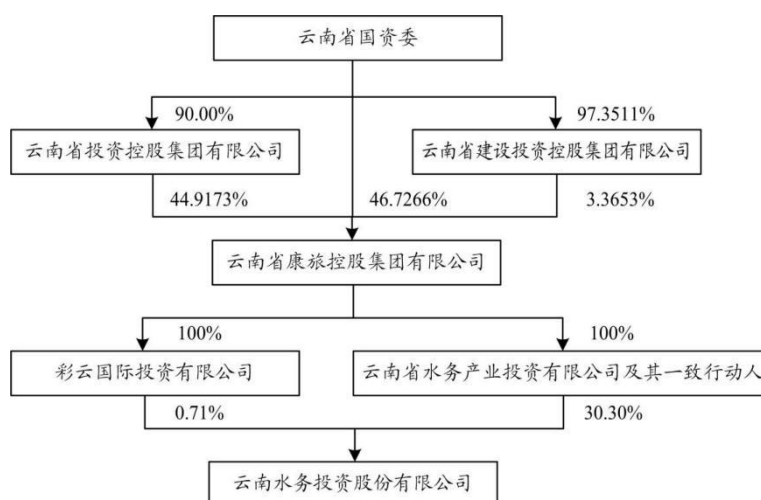 云南省国资委
90.00%
97.3511%
云南省投资控股集团有限公司
云南省建设投资控股集团有限公司
44.9173%
46.7266%
3.3653%
云南省康旅控股集团有限公司
100%
100%
彩云国际投资有限公司
云南省水务产业投资有限公司及其一致行动人
0.71%
30.30%
云南水务投资股份有限公司